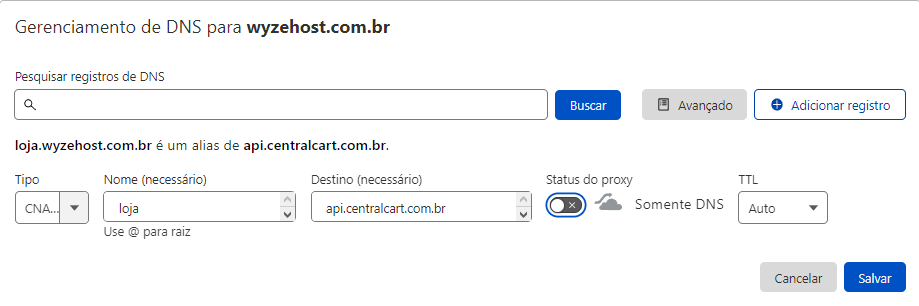 Gerenciamento de DNS para wyzehost.com.br
Pesquisar registros de DNS
Buscar
Avançado
Adicionar registro
loja.wyzehost.com.br é um alias de api.centralcart.com.br.
Tipo Nome (necessário) Destino (necessário) Status do proxy TTL
CNA... loja api.centralcart.com.br Somente DNS Auto
Use @ para raiz
Cancelar Salvar